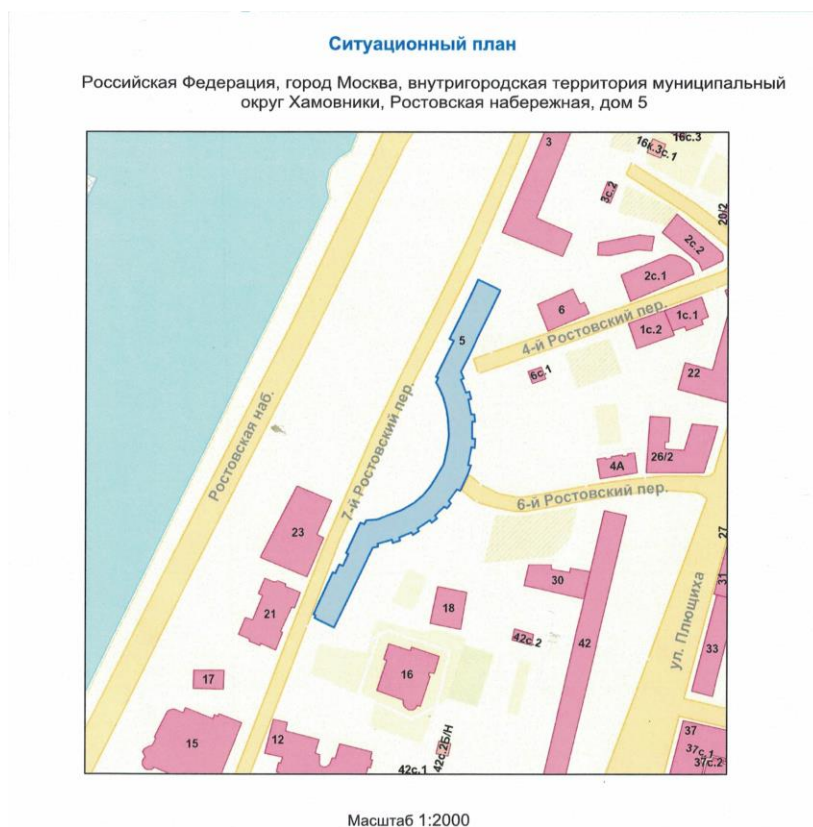 Ситуационный план
Российская Федерация, город Москва, внутригородская территория муниципальный
округ Хамовники, Ростовская набережная, дом 5
3
16к.3с.1
16с.3
3с.2
20/2
2с.2
2с.1
6
4-й Ростовский пер.
1с.2
1с.1
5
6с.1
22
Ростовская наб.
7-й Ростовский пер.
4А
26/2
6-й Ростовский пер.
23
27
30
31
21
18
42с.2
42
ул. Плющиха
33
17
16
15
12
42с.2Б/Н
42с.1
37
37с.1
37с.2
Масштаб 1:2000